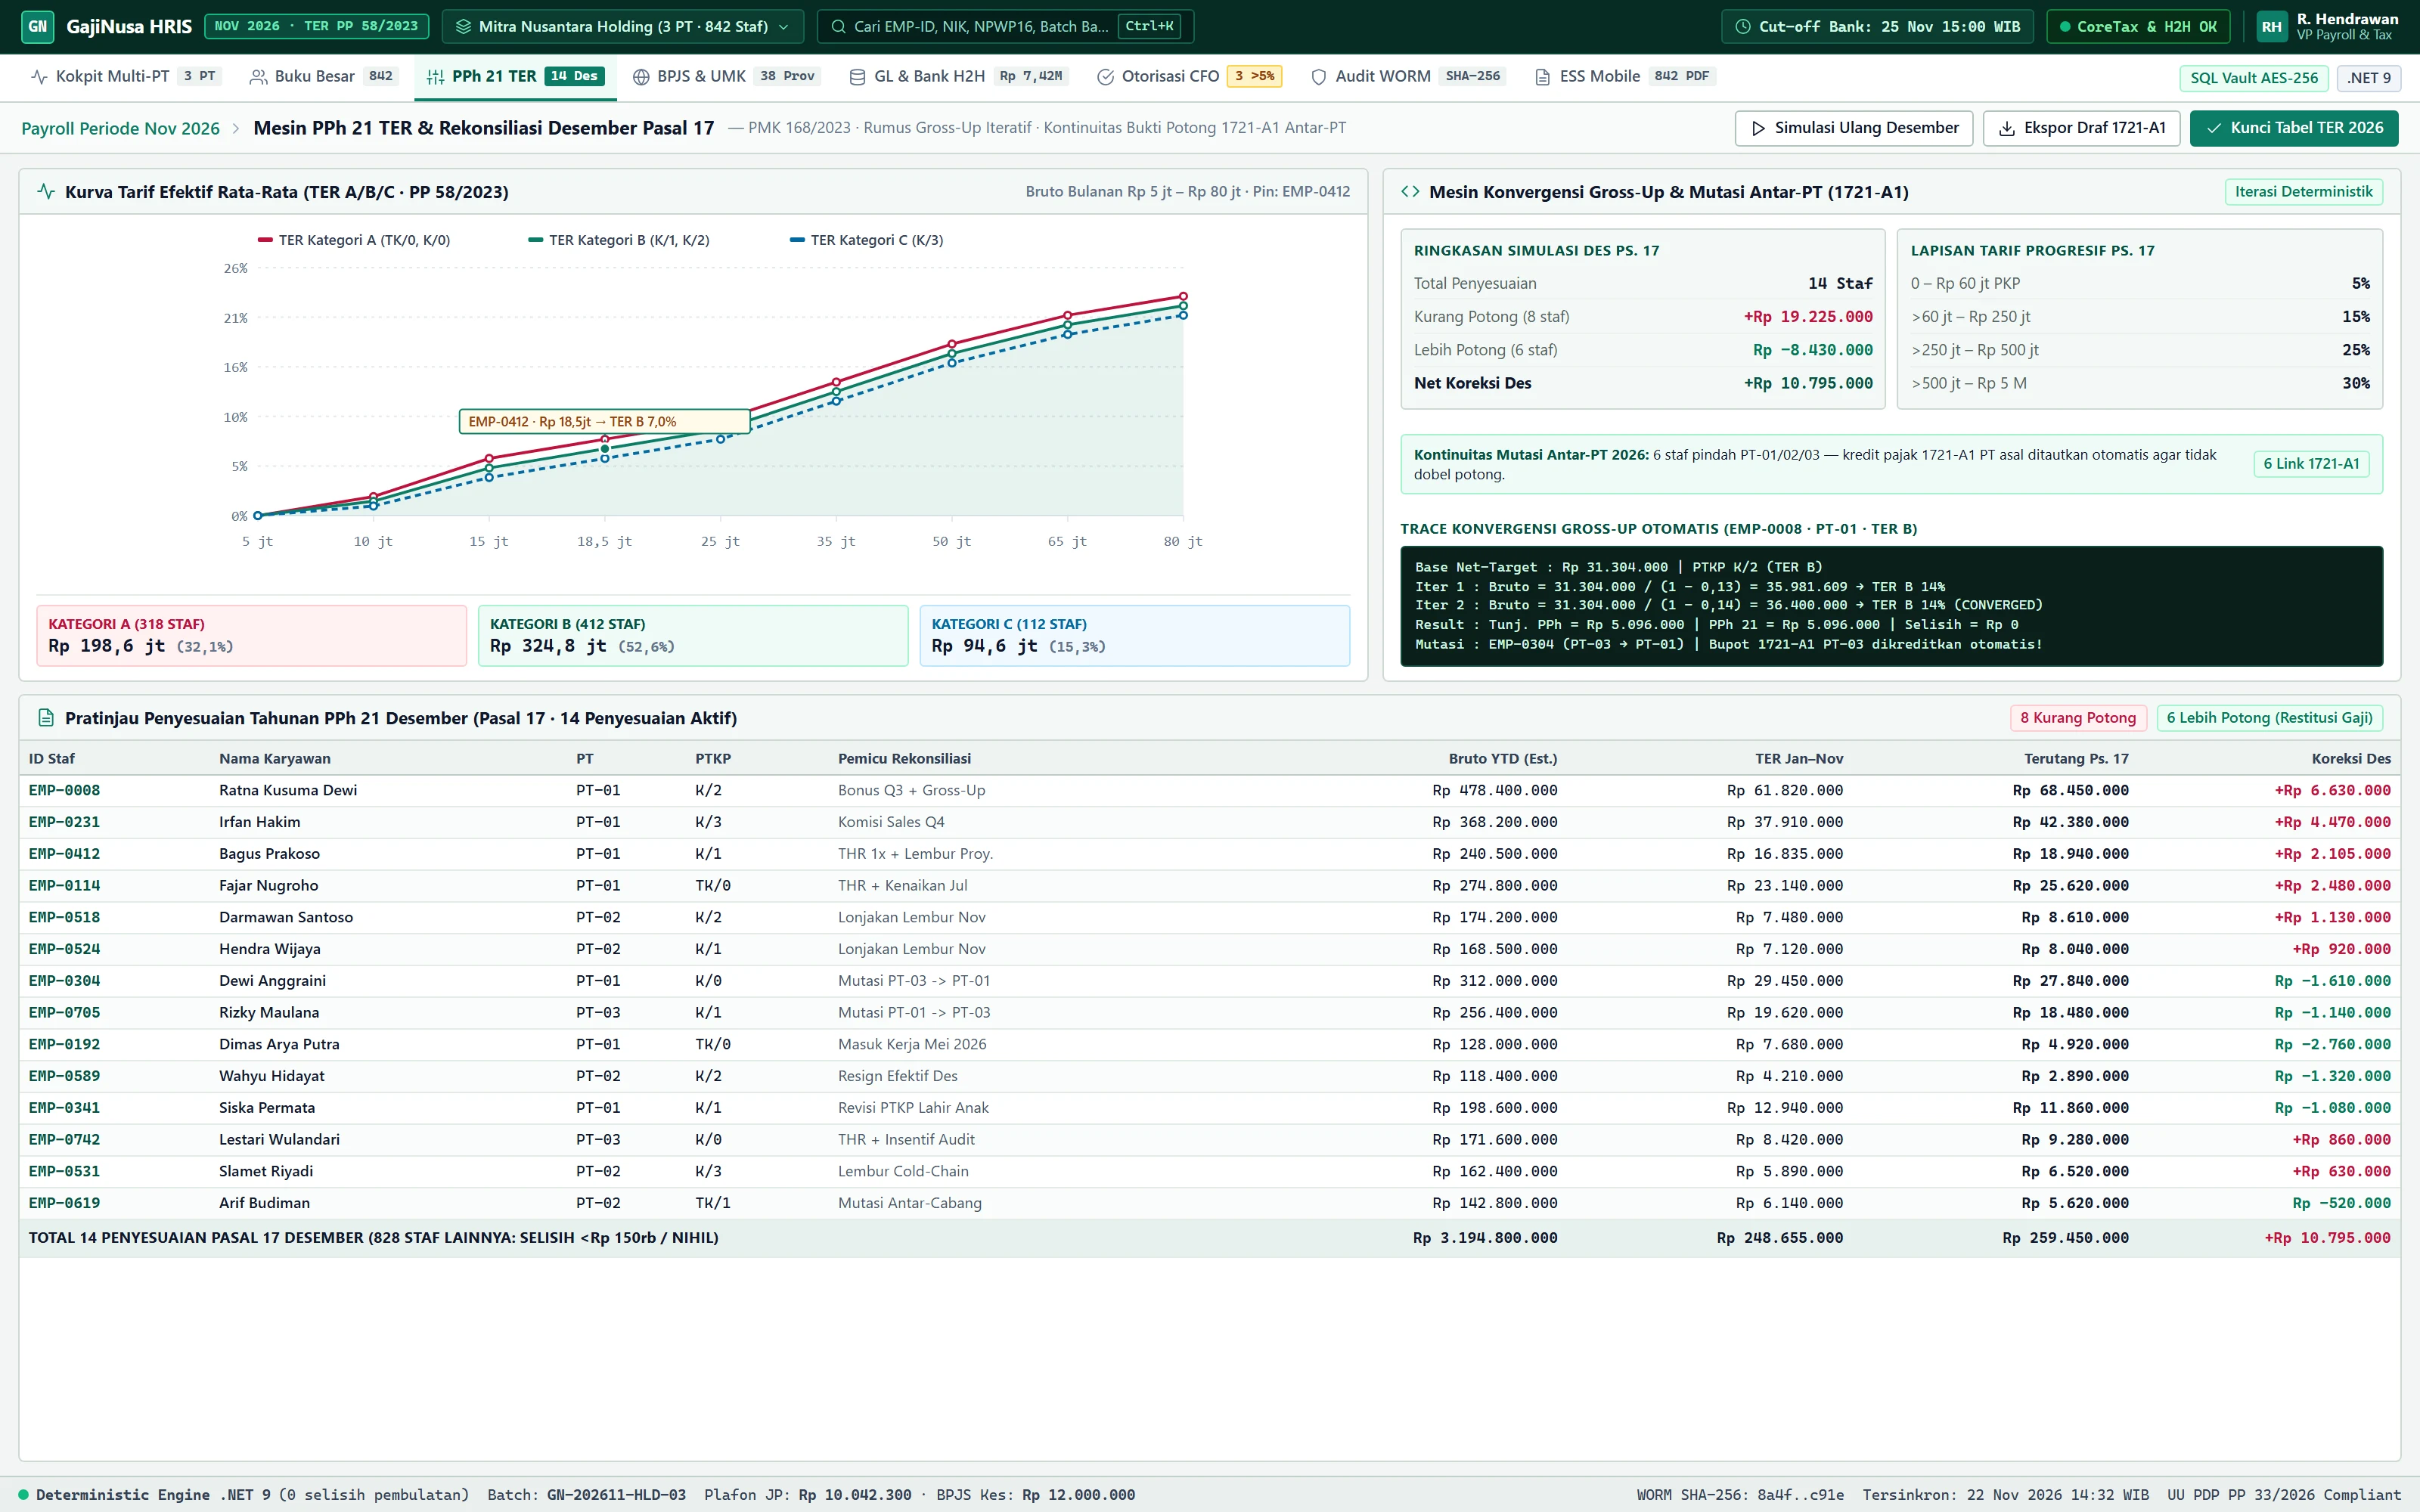 GN GajiNusa HRIS NOV 2026 · TER PP 58/2023 Mitra Nusantara Holding (3 PT · 842 Staf) Cari EMP-ID, NIK, NPWP16, Batch Ba... Ctrl+K Cut-off Bank: 25 Nov 15:00 WIB CoreTax & H2H OK RH R. Hendrawan
VP Payroll & Tax
Kokpit Multi-PT 3 PT Buku Besar 842 PPh 21 TER 14 Des BPJS & UMK 38 Prov GL & Bank H2H Rp 7,42M Otorisasi CFO 3 >5% Audit WORM SHA-256 ESS Mobile 842 PDF SQL Vault AES-256 .NET 9
Payroll Periode Nov 2026 > Mesin PPh 21 TER & Rekonsiliasi Desember Pasal 17 — PMK 168/2023 · Rumus Gross-Up Iteratif · Kontinuitas Bukti Potong 1721-A1 Antar-PT Simulasi Ulang Desember Ekspor Draf 1721-A1 Kunci Tabel TER 2026
Kurva Tarif Efektif Rata-Rata (TER A/B/C · PP 58/2023) Bruto Bulanan Rp 5 jt – Rp 80 jt · Pin: EMP-0412
TER Kategori A (TK/0, K/0) TER Kategori B (K/1, K/2) TER Kategori C (K/3)
26%
21%
16%
10%
EMP-0412 · Rp 18,5jt → TER B 7,0%
5%
0%
5 jt 10 jt 15 jt 18,5 jt 25 jt 35 jt 50 jt 65 jt 80 jt
KATEGORI A (318 STAF) KATEGORI B (412 STAF) KATEGORI C (112 STAF)
Rp 198,6 jt (32,1%) Rp 324,8 jt (52,6%) Rp 94,6 jt (15,3%)
Mesin Konvergensi Gross-Up & Mutasi Antar-PT (1721-A1) Iterasi Deterministik
RINGKASAN SIMULASI DES PS. 17
Total Penyesuaian 14 Staf
Kurang Potong (8 staf) +Rp 19.225.000
Lebih Potong (6 staf) Rp -8.430.000
Net Koreksi Des +Rp 10.795.000
LAPISAN TARIF PROGRESIF PS. 17
0 – Rp 60 jt PKP 5%
>60 jt – Rp 250 jt 15%
>250 jt – Rp 500 jt 25%
>500 jt – Rp 5 M 30%
Kontinuitas Mutasi Antar-PT 2026: 6 staf pindah PT-01/02/03 — kredit pajak 1721-A1 PT asal ditautkan otomatis agar tidak
dobel potong.
6 Link 1721-A1
TRACE KONVERGENSI GROSS-UP OTOMATIS (EMP-0008 · PT-01 · TER B)
Base Net-Target : Rp 31.304.000 | PTKP K/2 (TER B)
Iter 1 : Bruto = 31.304.000 / (1 - 0,13) = 35.981.609 → TER B 14%
Iter 2 : Bruto = 31.304.000 / (1 - 0,14) = 36.400.000 → TER B 14% (CONVERGED)
Result : Tunj. PPh = Rp 5.096.000 | PPh 21 = Rp 5.096.000 | Selisih = Rp 0
Mutasi : EMP-0304 (PT-03 → PT-01) | Bupot 1721-A1 PT-03 dikreditkan otomatis!
Pratinjau Penyesuaian Tahunan PPh 21 Desember (Pasal 17 · 14 Penyesuaian Aktif) 8 Kurang Potong 6 Lebih Potong (Restitusi Gaji)
ID Staf Nama Karyawan PT PTKP Pemicu Rekonsiliasi Bruto YTD (Est.) TER Jan–Nov Terutang Ps. 17 Koreksi Des
EMP-0008 Ratna Kusuma Dewi PT-01 K/2 Bonus Q3 + Gross-Up Rp 478.400.000 Rp 61.820.000 Rp 68.450.000 +Rp 6.630.000
EMP-0231 Irfan Hakim PT-01 K/3 Komisi Sales Q4 Rp 368.200.000 Rp 37.910.000 Rp 42.380.000 +Rp 4.470.000
EMP-0412 Bagus Prakoso PT-01 K/1 THR 1x + Lembur Proy. Rp 240.500.000 Rp 16.835.000 Rp 18.940.000 +Rp 2.105.000
EMP-0114 Fajar Nugroho PT-01 TK/0 THR + Kenaikan Jul Rp 274.800.000 Rp 23.140.000 Rp 25.620.000 +Rp 2.480.000
EMP-0518 Darmawan Santoso PT-02 K/2 Lonjakan Lembur Nov Rp 174.200.000 Rp 7.480.000 Rp 8.610.000 +Rp 1.130.000
EMP-0524 Hendra Wijaya PT-02 K/1 Lonjakan Lembur Nov Rp 168.500.000 Rp 7.120.000 Rp 8.040.000 +Rp 920.000
EMP-0304 Dewi Anggraini PT-01 K/0 Mutasi PT-03 -> PT-01 Rp 312.000.000 Rp 29.450.000 Rp 27.840.000 Rp -1.610.000
EMP-0705 Rizky Maulana PT-03 K/1 Mutasi PT-01 -> PT-03 Rp 256.400.000 Rp 19.620.000 Rp 18.480.000 Rp -1.140.000
EMP-0192 Dimas Arya Putra PT-01 TK/0 Masuk Kerja Mei 2026 Rp 128.000.000 Rp 7.680.000 Rp 4.920.000 Rp -2.760.000
EMP-0589 Wahyu Hidayat PT-02 K/2 Resign Efektif Des Rp 118.400.000 Rp 4.210.000 Rp 2.890.000 Rp -1.320.000
EMP-0341 Siska Permata PT-01 K/1 Revisi PTKP Lahir Anak Rp 198.600.000 Rp 12.940.000 Rp 11.860.000 Rp -1.080.000
EMP-0742 Lestari Wulandari PT-03 K/0 THR + Insentif Audit Rp 171.600.000 Rp 8.420.000 Rp 9.280.000 +Rp 860.000
EMP-0531 Slamet Riyadi PT-02 K/3 Lembur Cold-Chain Rp 162.400.000 Rp 5.890.000 Rp 6.520.000 +Rp 630.000
EMP-0619 Arif Budiman PT-02 TK/1 Mutasi Antar-Cabang Rp 142.800.000 Rp 6.140.000 Rp 5.620.000 Rp -520.000
TOTAL 14 PENYESUAIAN PASAL 17 DESEMBER (828 STAF LAINNYA: SELISIH <Rp 150rb / NIHIL) Rp 3.194.800.000 Rp 248.655.000 Rp 259.450.000 +Rp 10.795.000
Deterministic Engine .NET 9 (0 selisih pembulatan) Batch: GN-202611-HLD-03 Plafon JP: Rp 10.042.300 · BPJS Kes: Rp 12.000.000 WORM SHA-256: 8a4f..c91e Tersinkron: 22 Nov 2026 14:32 WIB UU PDP PP 33/2026 Compliant